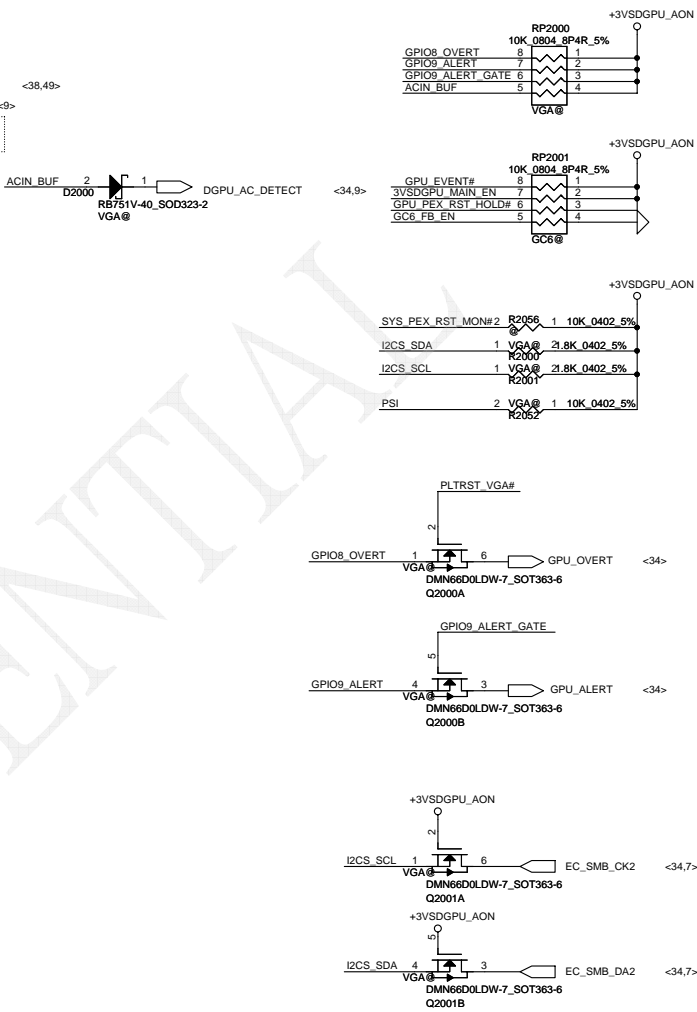 +3VSDGPU_AON
RP2000
10K_0804_8P4R_5%
GPIO8_OVERT 8 1
GPIO9_ALERT 7 2
GPIO9_ALERT_GATE 6 3
ACIN_BUF 5 4
VGA@
<38,49>
+3VSDGPU_AON
RP2001
10K_0804_8P4R_5%
GPU_EVENT# 8 1
3VSDGPU_MAIN_EN 7 2
GPU_PEX_RST_HOLD# 6 3
GC6_FB_EN 5 4
GC6@
ACIN_BUF 2 1 DGPU_AC_DETECT <34,9>
D2000
RB751V-40_SOD323-2
VGA@
+3VSDGPU_AON
SYS_PEX_RST_MON# 2 R2056 1 10K_0402_5%
@
I2CS_SDA 1 VGA@ 2 1.8K_0402_5%
R2000
I2CS_SCL 1 VGA@ 2 1.8K_0402_5%
R2001
PSI 2 VGA@ 1 10K_0402_5%
R2052
PLTRST_VGA#
2
GPIO8_OVERT 1 6 GPU_OVERT <34>
VGA@
DMN66D0LDW-7_SOT363-6
Q2000A
GPIO9_ALERT_GATE
5
GPIO9_ALERT 4 3 GPU_ALERT <34>
VGA@
DMN66D0LDW-7_SOT363-6
Q2000B
+3VSDGPU_AON
2
I2CS_SCL 1 6 EC_SMB_CK2 <34,7>
VGA@
DMN66D0LDW-7_SOT363-6
Q2001A
+3VSDGPU_AON
5
I2CS_SDA 4 3 EC_SMB_DA2 <34,7>
VGA@
DMN66D0LDW-7_SOT363-6
Q2001B
ENTIAL